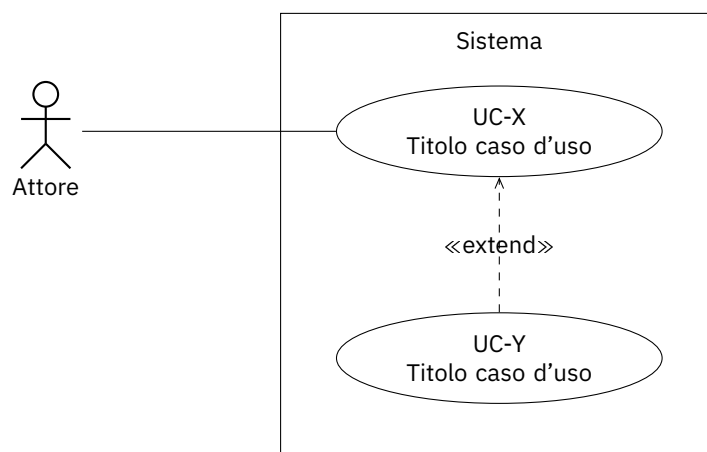 Sistema
UC-X
Titolo caso d’uso
Attore
≪extend≫
UC-Y
Titolo caso d’uso